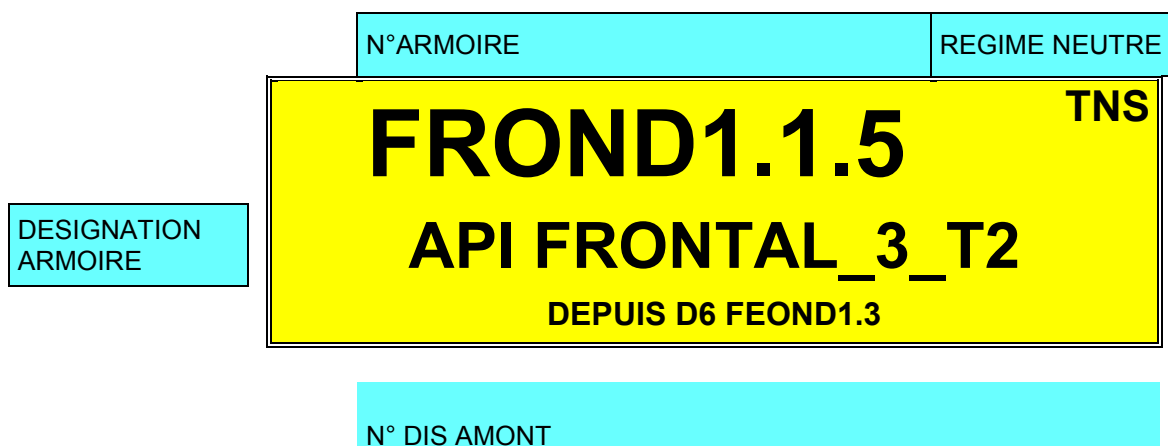 N°ARMOIRE REGIME NEUTRE
TNS
FROND1.1.5
API FRONTAL_3_T2
DESIGNATION
ARMOIRE
DEPUIS D6 FEOND1.3
N° DIS AMONT